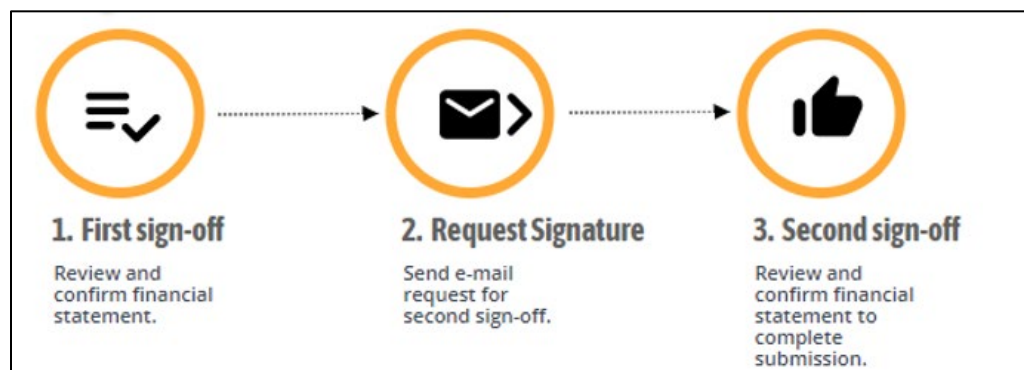 1. First sign-off
Review and
confirm financial
statement.
2. Request Signature
Send e-mail
request for
second sign-off.
3. Second sign-off
Review and
confirm financial
statement to
complete
submission.